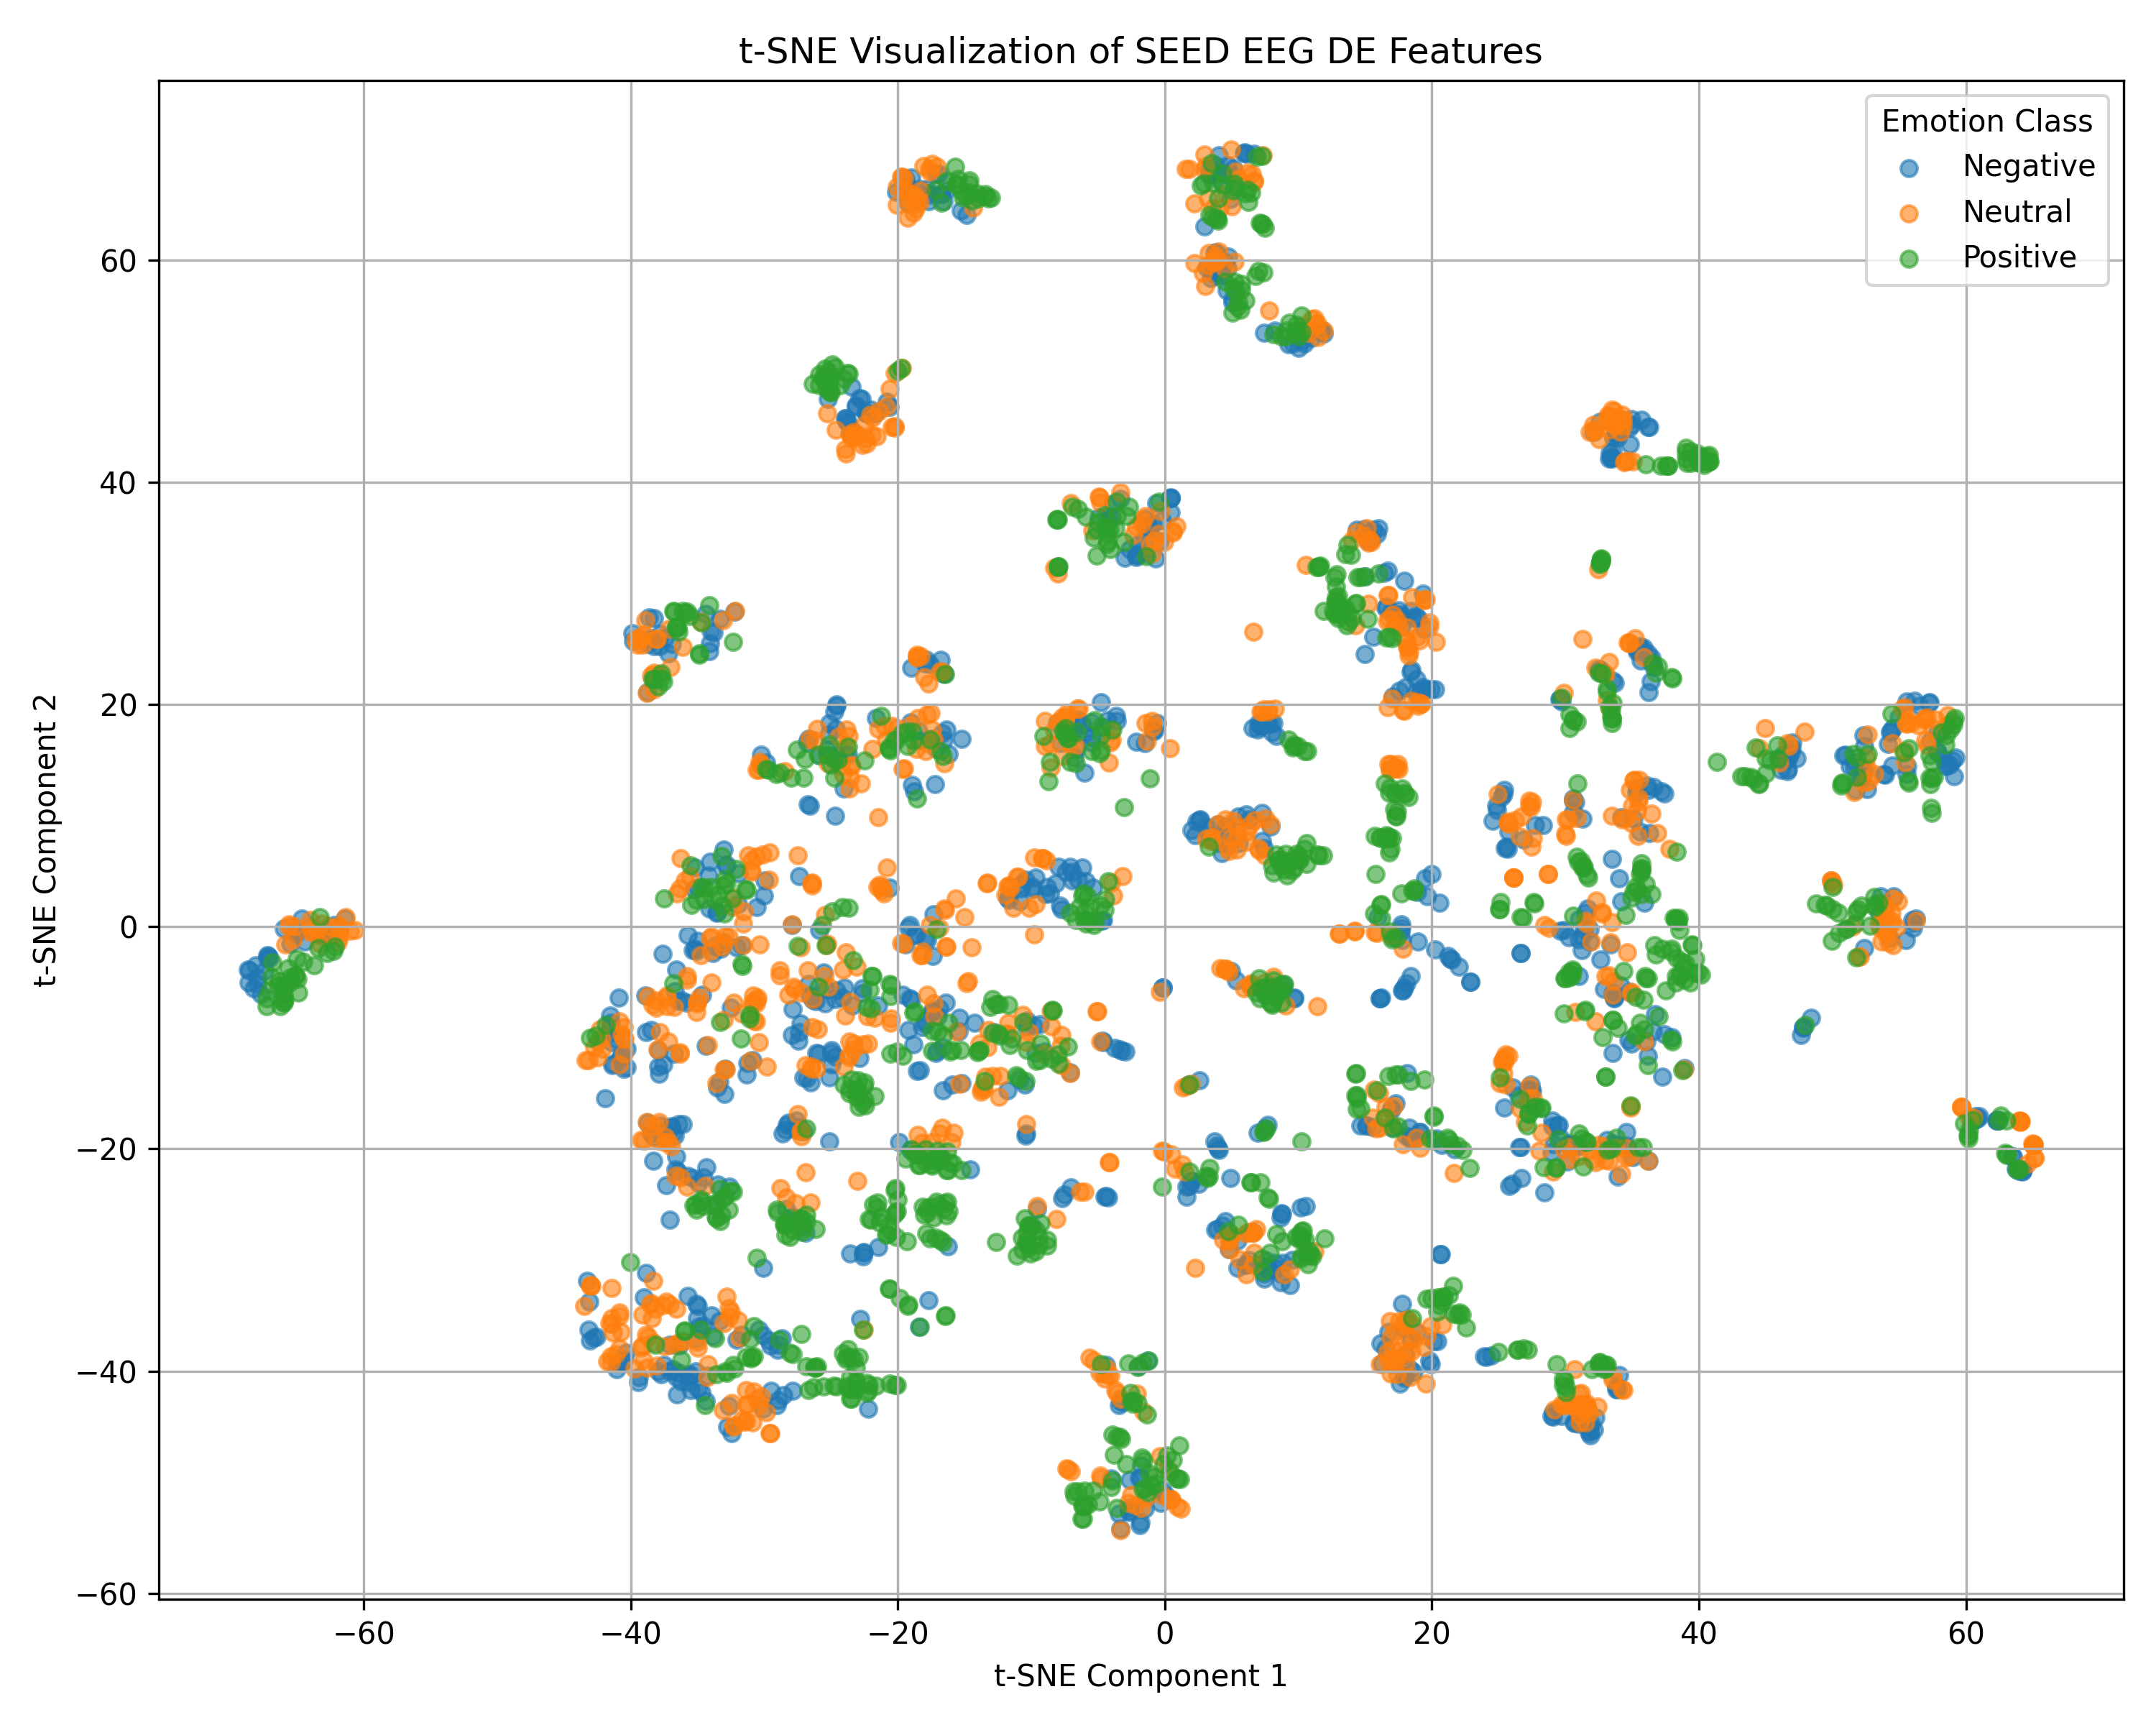 t-SNE Visualization of SEED EEG DE Features
Emotion Class
Negative
Neutral
Positive
t-SNE Component 2
60
40
20
0
−20
−40
−60
−60 −40 −20 0 20 40 60
t-SNE Component 1